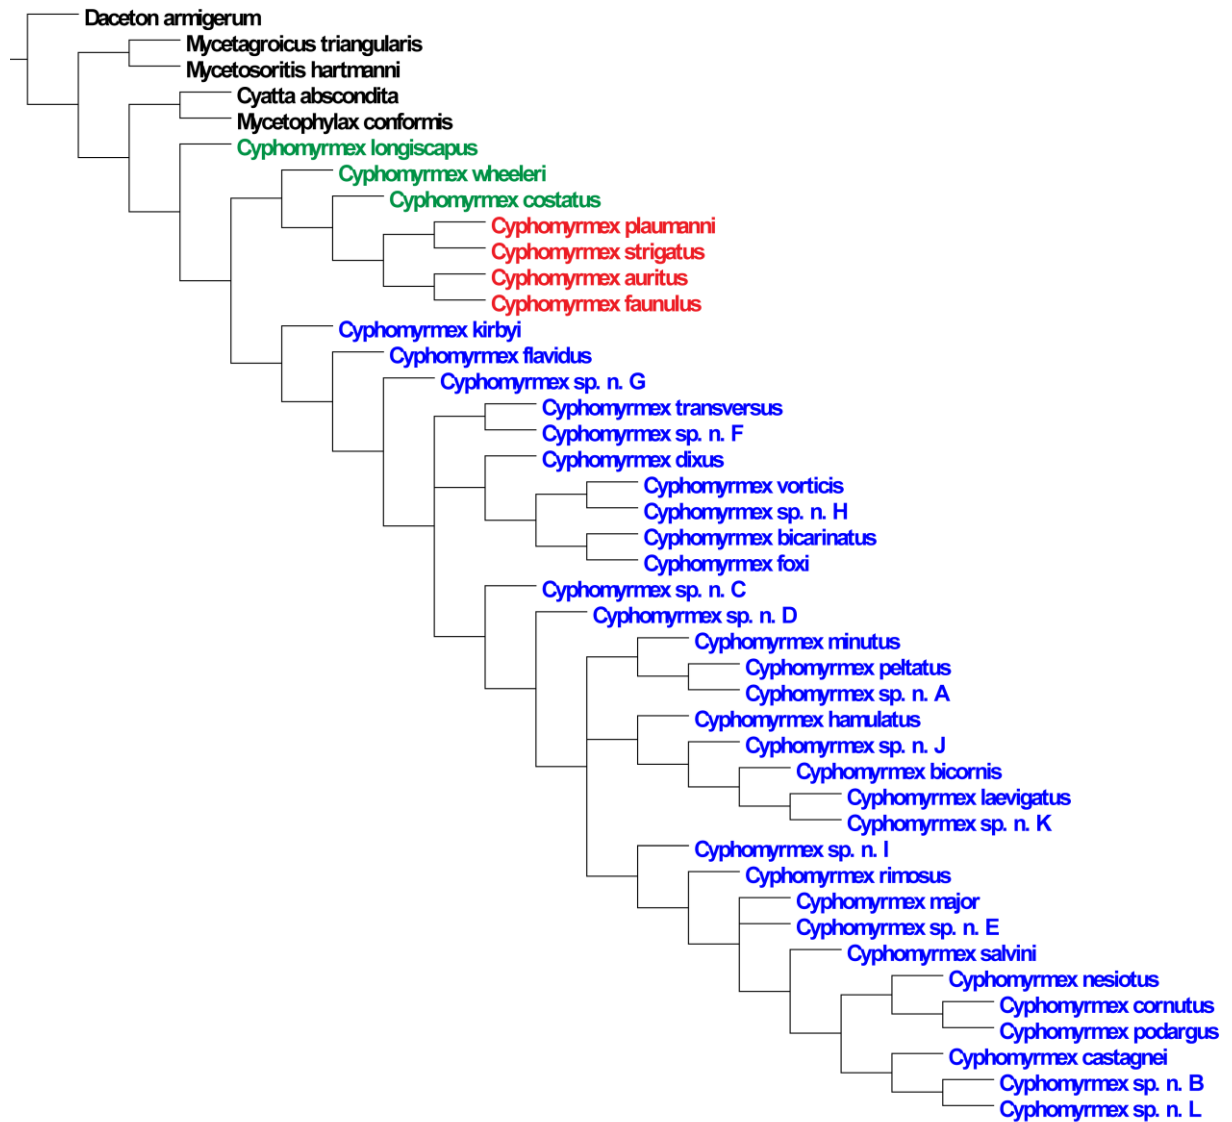 Daceton armigerum
Mycetagroicus triangularis
Mycetosoritis hartmanni
Cyatta abscondita
Mycetophylax conformis
Cyphomyrmex longiscapus
Cyphomyrmex wheeleri
Cyphomyrmex costatus
Cyphomyrmex plaumanni
Cyphomyrmex strigatus
Cyphomyrmex auritus
Cyphomyrmex faunulus
Cyphomyrmex kirbyi
Cyphomyrmex flavidus
Cyphomyrmex sp. n. G
Cyphomyrmex transversus
Cyphomyrmex sp. n. F
Cyphomyrmex dixus
Cyphomyrmex vorticis
Cyphomyrmex sp. n. H
Cyphomyrmex bicarinatus
Cyphomyrmex foxi
Cyphomyrmex sp. n. C
Cyphomyrmex sp. n. D
Cyphomyrmex minutus
Cyphomyrmex peltatus
Cyphomyrmex sp. n. A
Cyphomyrmex hamulatus
Cyphomyrmex sp. n. J
Cyphomyrmex bicornis
Cyphomyrmex laevigatus
Cyphomyrmex sp. n. K
Cyphomyrmex sp. n. I
Cyphomyrmex rimosus
Cyphomyrmex major
Cyphomyrmex sp. n. E
Cyphomyrmex salvini
Cyphomyrmex nesiotus
Cyphomyrmex cornutus
Cyphomyrmex podargus
Cyphomyrmex castagnei
Cyphomyrmex sp. n. B
Cyphomyrmex sp. n. L